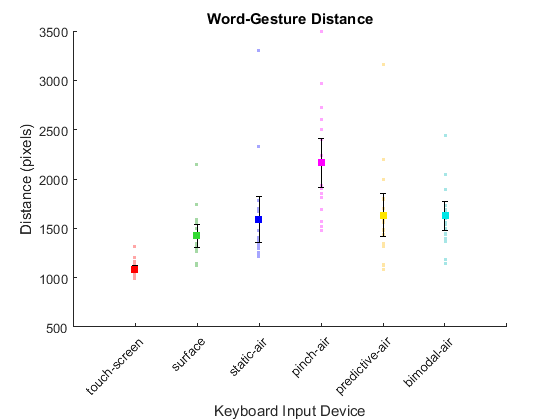 Word-Gesture Distance
Distance (pixels)
3500
3000
2500
2000
1500
1000
500
touch-screen
surface
static-air
pinch-air
predictive-air
bimodal-air
Keyboard Input Device